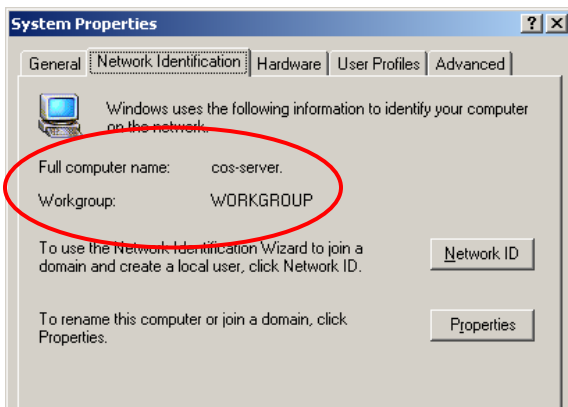 System Properties
General Network Identification Hardware User Profiles Advanced
Windows uses the following information to identify your computer
on the network.
Full computer name: cos-server.
Workgroup: WORKGROUP
To use the Network Identification Wizard to join a
domain and create a local user, click Network ID.
Network ID
To rename this computer or join a domain, click
Properties.
Properties